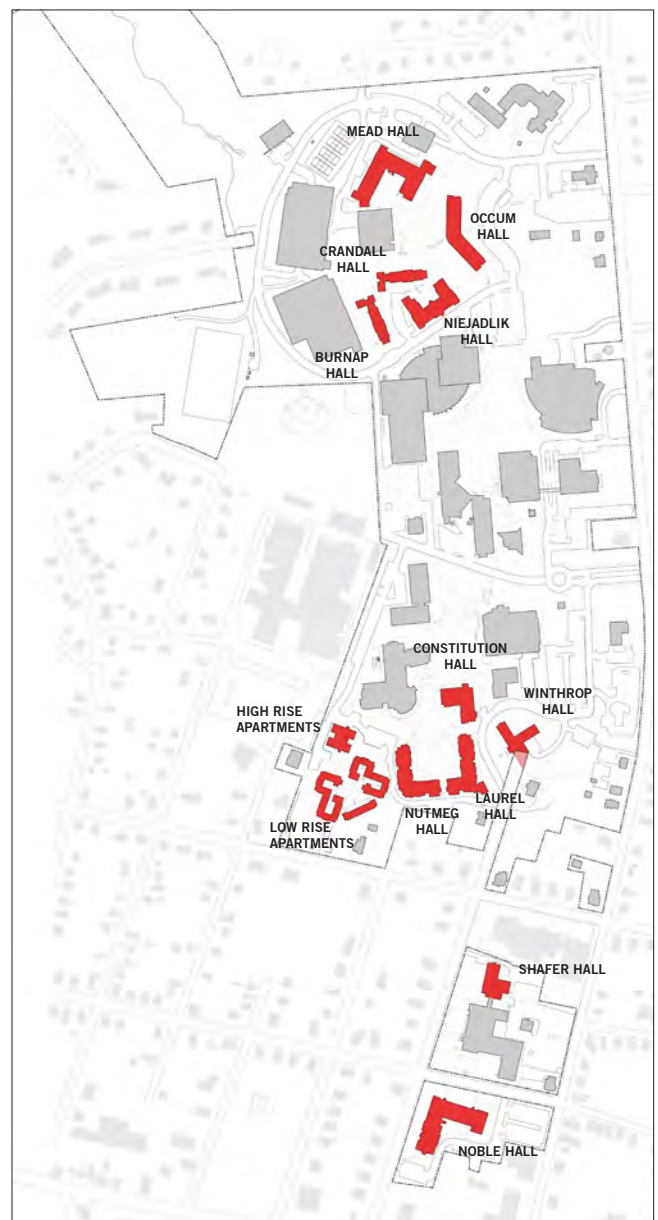 MEAD HALL
OCCUM
HALL
CRANDALL
HALL
NIEJADLIK
HALL
BURNAP
HALL
CONSTITUTION
HALL
WINTHROP
HALL
HIGH RISE
APARTMENTS
LAUREL
HALL
NUTMEG
HALL
LOW RISE
APARTMENTS
SHAFER HALL
NOBLE HALL